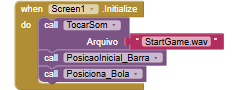 when Screen1 .Initialize
do call TocarSom
Arquivo " StartGame.wav "
call PosicaoInicial_Barra
call Posiciona_Bola